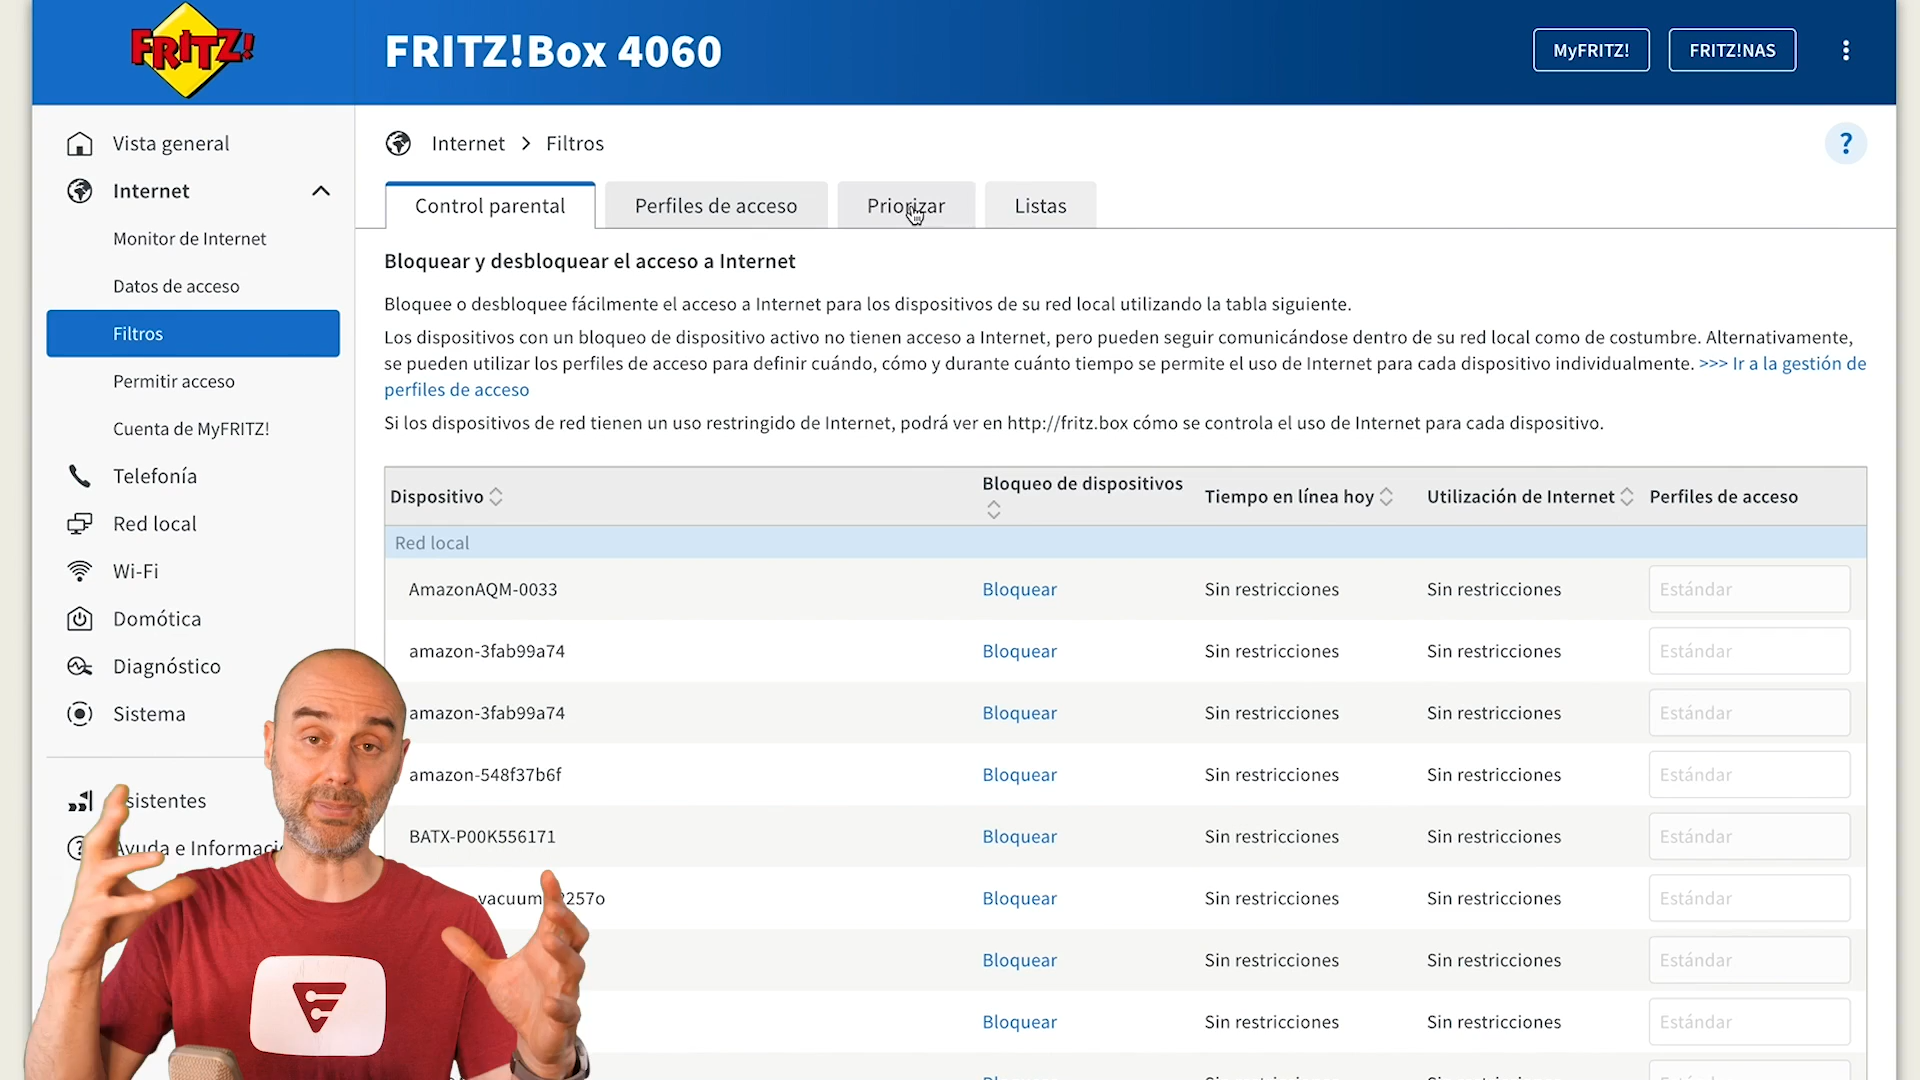 FRITZ!
FRITZ!Box 4060
MyFRITZ!
FRITZ!NAS
Vista general
Internet
Monitor de Internet
Datos de acceso
Filtros
Permitir acceso
Cuenta de MyFRITZ!
Telefonía
Red local
Wi-Fi
Domótica
Diagnóstico
Sistema
Internet > Filtros
?
Control parental
Perfiles de acceso
Priorizar
Listas
Bloquear y desbloquear el acceso a Internet
Bloquee o desbloquee fácilmente el acceso a Internet para los dispositivos de su red local utilizando la tabla siguiente.
Los dispositivos con un bloqueo de dispositivo activo no tienen acceso a Internet, pero pueden seguir comunicándose dentro de su red local como de costumbre. Alternativamente,
se pueden utilizar los perfiles de acceso para definir cuándo, cómo y durante cuánto tiempo se permite el uso de Internet para cada dispositivo individualmente. >>> Ir a la gestión de
perfiles de acceso
Si los dispositivos de red tienen un uso restringido de Internet, podrá ver en http://fritz.box cómo se controla el uso de Internet para cada dispositivo.
Dispositivo Bloqueo de dispositivos Tiempo en línea hoy Utilización de Internet Perfiles de acceso
Red local
AmazonAQM-0033 Bloquear Sin restricciones Sin restricciones Estándar
amazon-3fab99a74 Bloquear Sin restricciones Sin restricciones Estándar
amazon-3fab99a74 Bloquear Sin restricciones Sin restricciones Estándar
amazon-548f37b6f Bloquear Sin restricciones Sin restricciones Estándar
BATX-P00K556171 Bloquear Sin restricciones Sin restricciones Estándar
Bloquear Sin restricciones Sin restricciones Estándar
Bloquear Sin restricciones Sin restricciones Estándar
Bloquear Sin restricciones Sin restricciones Estándar
sistentes
Ayuda e Informaci